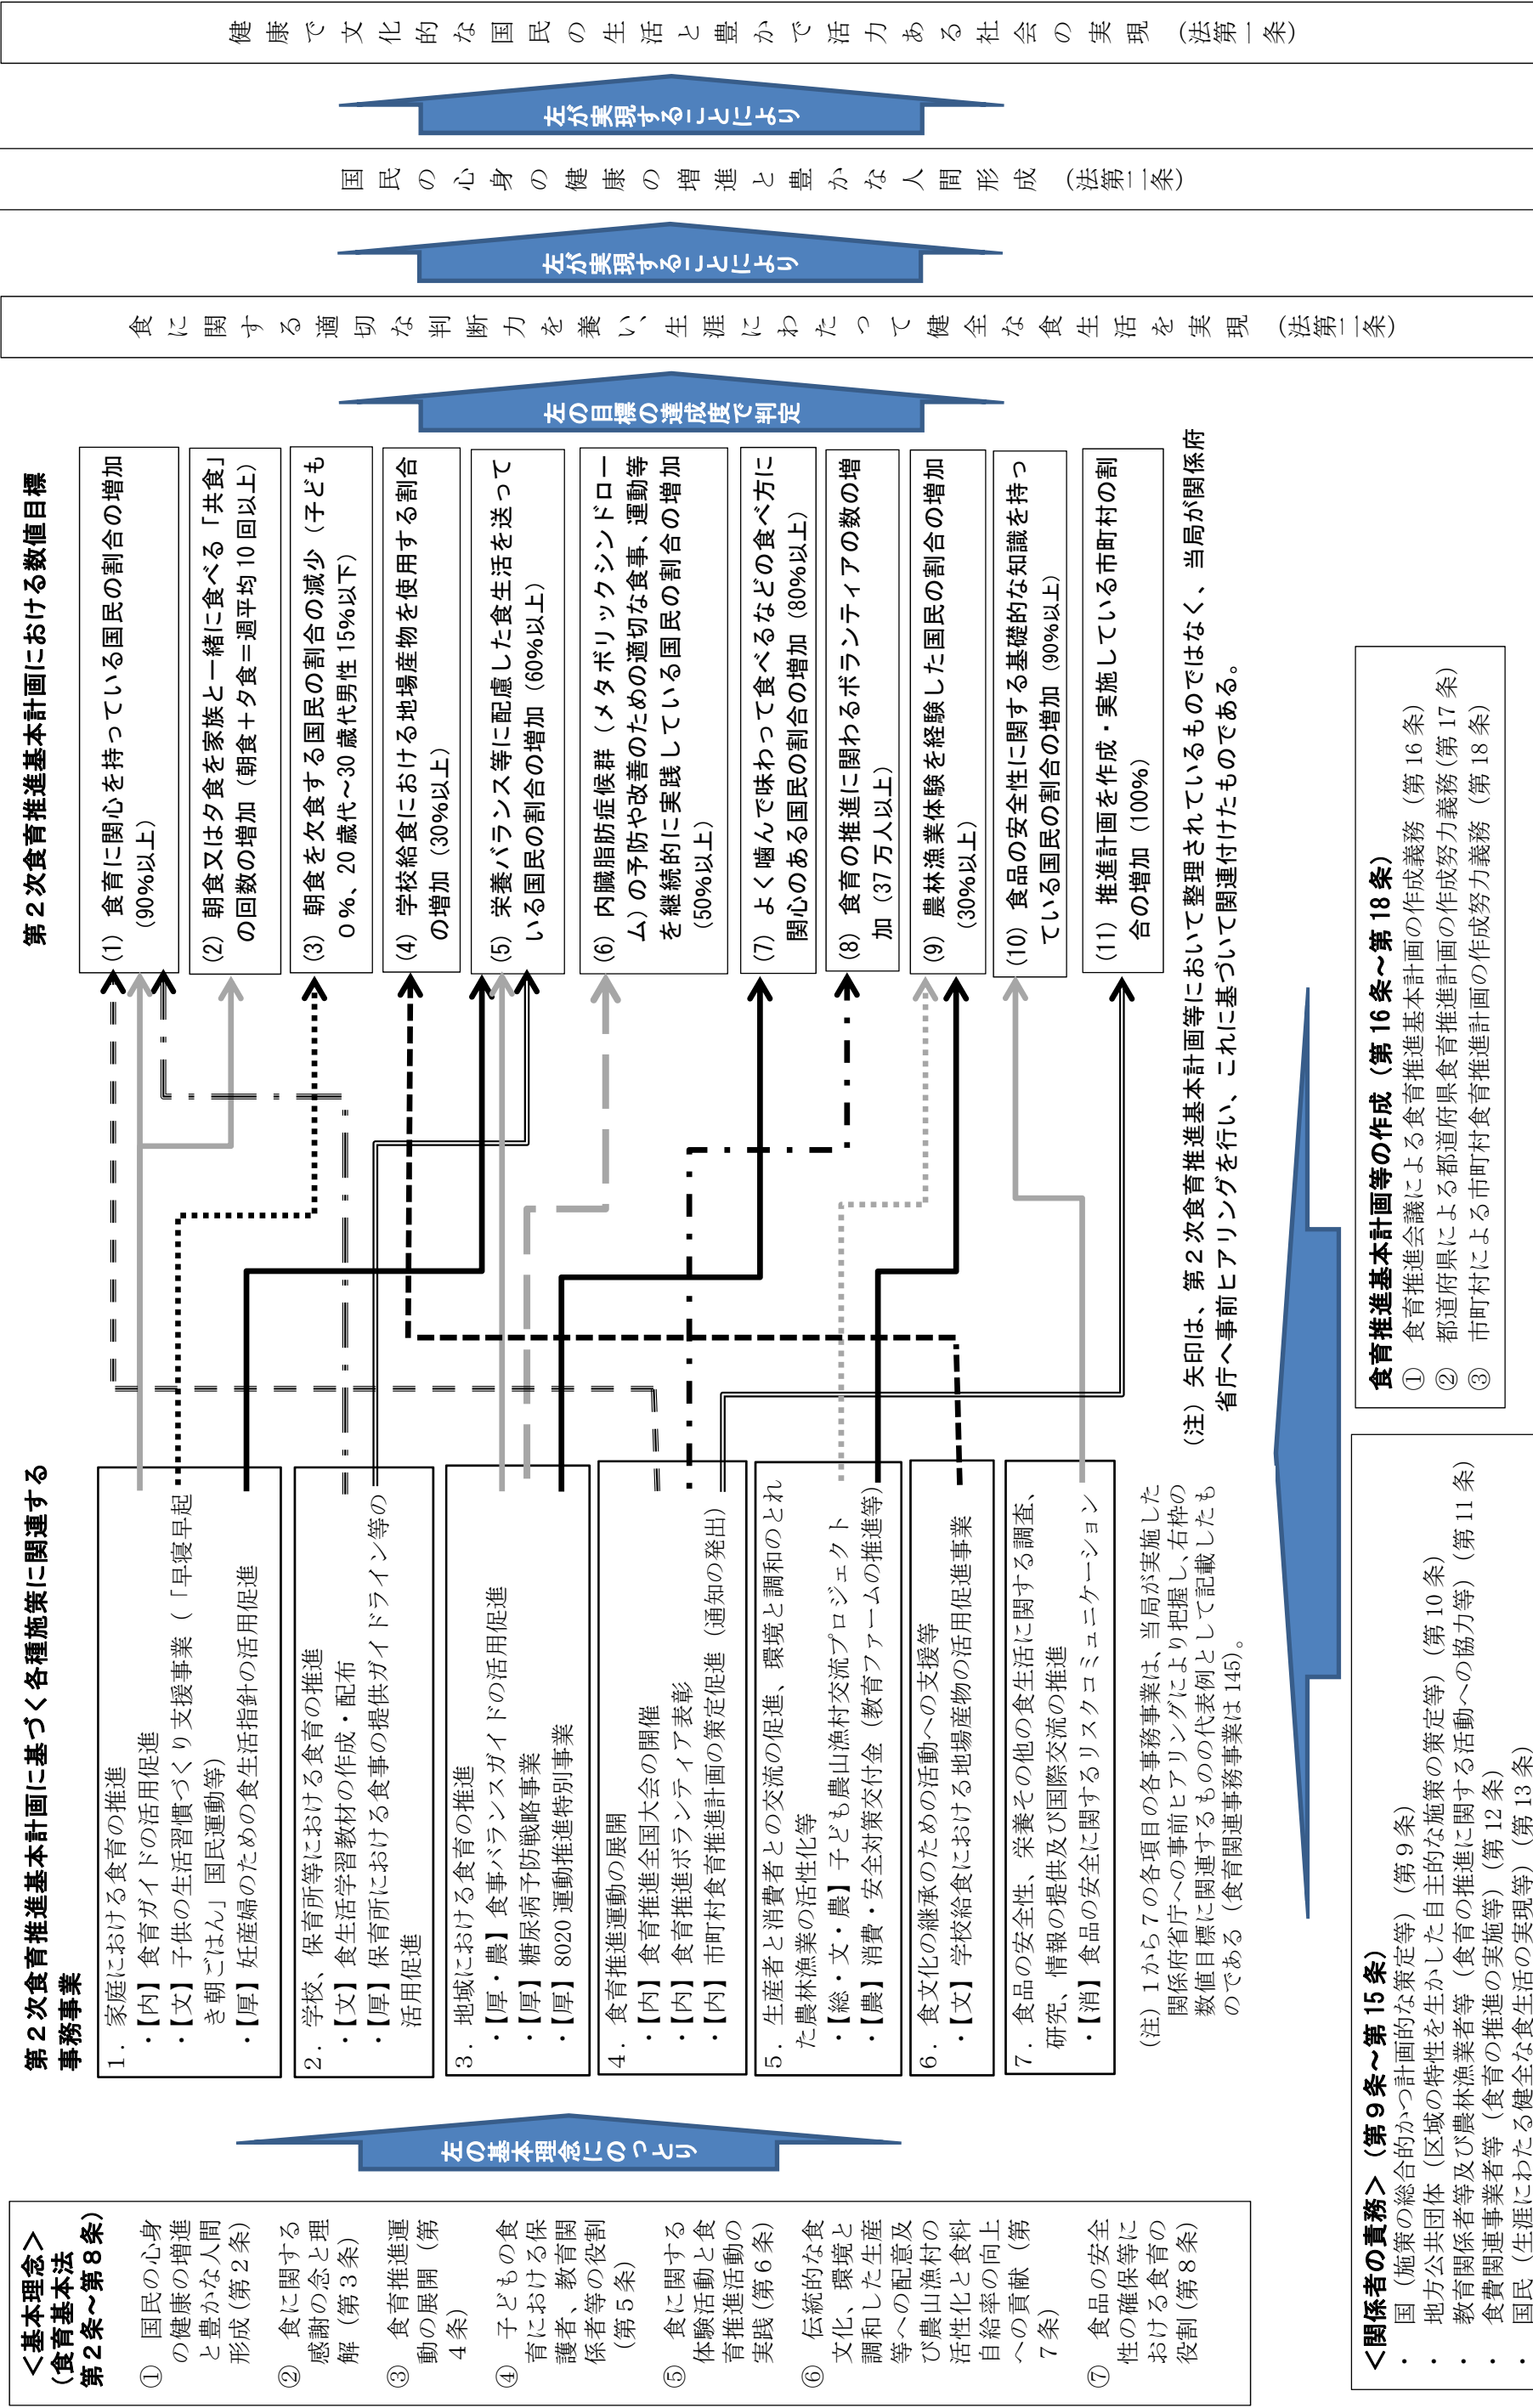 ＜基本理念＞
（食育基本法
第２条～第８条）
① 国民の心身
の健康の増進
と豊かな人間
形成（第２条）
② 食に関する
感謝の念と理
解（第３条）
③ 食育推進運
動の展開（第
４条）
④ 子どもの食
育における保
護者、教育関
係者等の役割
（第５条）
⑤ 食に関する
体験活動と食
育推進活動の
実践（第６条）
⑥ 伝統的な食
文化、環境と
調和した生産
等への配意及
び農山漁村の
活性化と食料
自給率の向上
への貢献（第
７条）
⑦ 食品の安全
性の確保等に
おける食育の
役割（第８条）
左の基本理念にのっとり
第２次食育推進基本計画に基づく各種施策に関連する
事務事業
１．家庭における食育の推進
・【内】食育ガイドの活用促進
・【文】子供の生活習慣づくり支援事業（「早寝早起
き朝ごはん」国民運動等）
・【厚】妊産婦のための食生活指針の活用促進
２．学校、保育所等における食育の推進
・【文】食生活学習教材の作成・配布
・【厚】保育所における食事の提供ガイドライン等の
活用促進
３．地域における食育の推進
・【厚・農】食事バランスガイドの活用促進
・【厚】糖尿病予防戦略事業
・【厚】8020 運動推進特別事業
４．食育推進運動の展開
・【内】食育推進全国大会の開催
・【内】食育推進ボランティア表彰
・【内】市町村食育推進計画の策定促進（通知の発出）
５．生産者と消費者との交流の促進、環境と調和のとれ
た農林漁業の活性化等
・【総・文・農】子ども農山漁村交流プロジェクト
・【農】消費・安全対策交付金（教育ファームの推進等）
６．食文化の継承のための活動への支援等
・【文】学校給食における地場産物の活用促進事業
７．食品の安全性、栄養その他の食生活に関する調査、
研究、情報の提供及び国際交流の推進
・【消】食品の安全に関するリスクコミュニケーション
（注）１から７の各項目の各事務事業は、当局が実施した
関係府省庁への事前ヒアリングにより把握し、右枠の
数値目標に関連するものの代表例として記載したも
のである（食育関連事務事業は 145）。
第２次食育推進基本計画における数値目標
(1) 食育に関心を持っている国民の割合の増加
(90%以上)
(2) 朝食又は夕食を家族と一緒に食べる「共食」
の回数の増加（朝食＋夕食＝週平均 10 回以上）
(3) 朝食を欠食する国民の割合の減少（子ども
０％、20 歳代～30 歳代男性 15%以下）
(4) 学校給食における地場産物を使用する割合
の増加（30%以上）
(5) 栄養バランス等に配慮した食生活を送って
いる国民の割合の増加（60%以上）
(6) 内臓脂肪症候群（メタボリックシンドロー
ム）の予防や改善のための適切な食事、運動等
を継続的に実践している国民の割合の増加
(50%以上)
(7) よく噛んで味わって食べるなどの食べ方に
関心のある国民の割合の増加（80%以上）
(8) 食育の推進に関わるボランティアの数の増
加（37 万人以上）
(9) 農林漁業体験を経験した国民の割合の増加
(30%以上)
(10) 食品の安全性に関する基礎的な知識を持っ
ている国民の割合の増加（90%以上）
(11) 推進計画を作成・実施している市町村の割
合の増加（100%）
（注）矢印は、第２次食育推進基本計画等において整理されているものではなく、当局が関係府
省庁へ事前ヒアリングを行い、これに基づいて関連付けたものである。
左の目標の達成度で判定
食に関する適切な判断力を養い、生涯にわたって健全な食生活を実現（法第二条）
左が実現することにより
国民の心身の健康の増進と豊かな人間形成（法第二条）
左が実現することにより
健康で文化的な国民の生活と豊かで活力ある社会の実現（法第一条）
＜関係者の責務＞（第９条～第 15 条）
・ 国（施策の総合的かつ計画的な策定等）（第９条）
・ 地方公共団体（区域の特性を生かした自主的な施策の策定等）（第 10 条）
・ 教育関係者等及び農林漁業者等（食育の推進に関する活動への協力等）（第 11 条）
・ 食費関連事業者等（食育の推進の実施等）（第 12 条）
・ 国民（生涯にわたる健全な食生活の実現等）（第 13 条）
食育推進基本計画等の作成（第 16 条～第 18 条）
① 食育推進会議による食育推進基本計画の作成義務（第 16 条）
② 都道府県による都道府県食育推進計画の作成努力義務（第 17 条）
③ 市町村による市町村食育推進計画の作成努力義務（第 18 条）